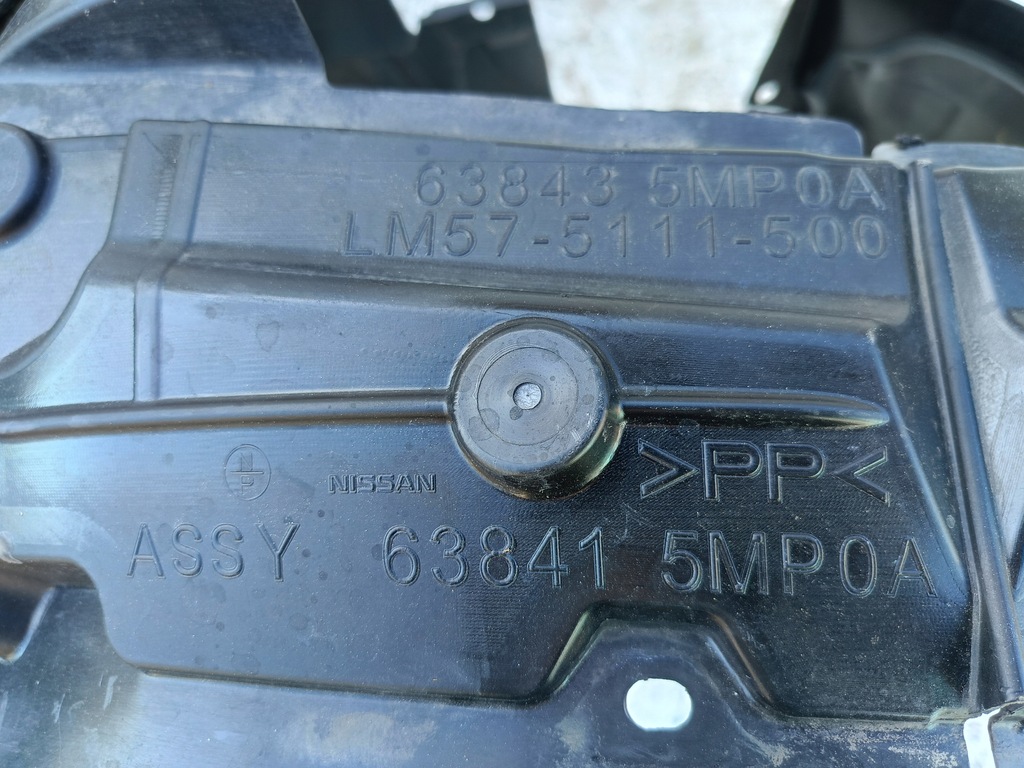 63843 5MP0A
LM57-5111-500
NISSAN >PP<
ASSY 63841 5MP0A